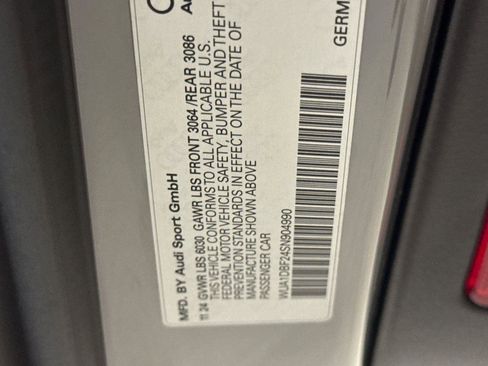 MFD. BY Audi Sport GmbH
11 24 GVWR LBS 6030 GAWR LBS FRONT 3064 /REAR 3086
THIS VEHICLE CONFORMS TO ALL APPLICABLE U.S.
FEDERAL MOTOR VEHICLE SAFETY, BUMPER AND THEFT
PREVENTION STANDARDS IN EFFECT ON THE DATE OF
MANUFACTURE SHOWN ABOVE
PASSENGER CAR
WUA1DBF24SN904990
GERM